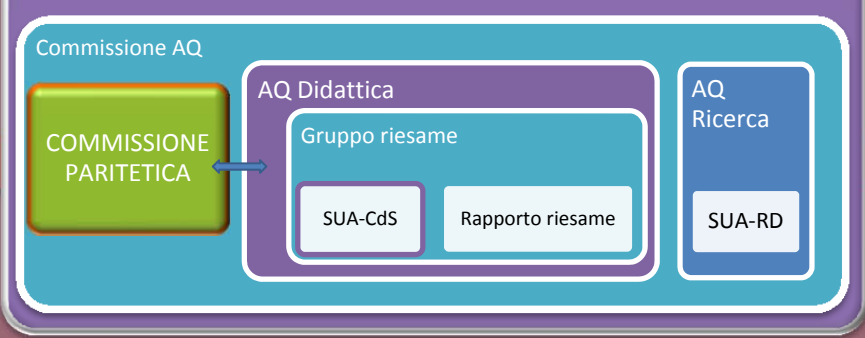 Commissione AQ
COMMISSIONE
PARITETICA
AQ Didattica
Gruppo riesame
SUA-CdS
Rapporto riesame
AQ
Ricerca
SUA-RD